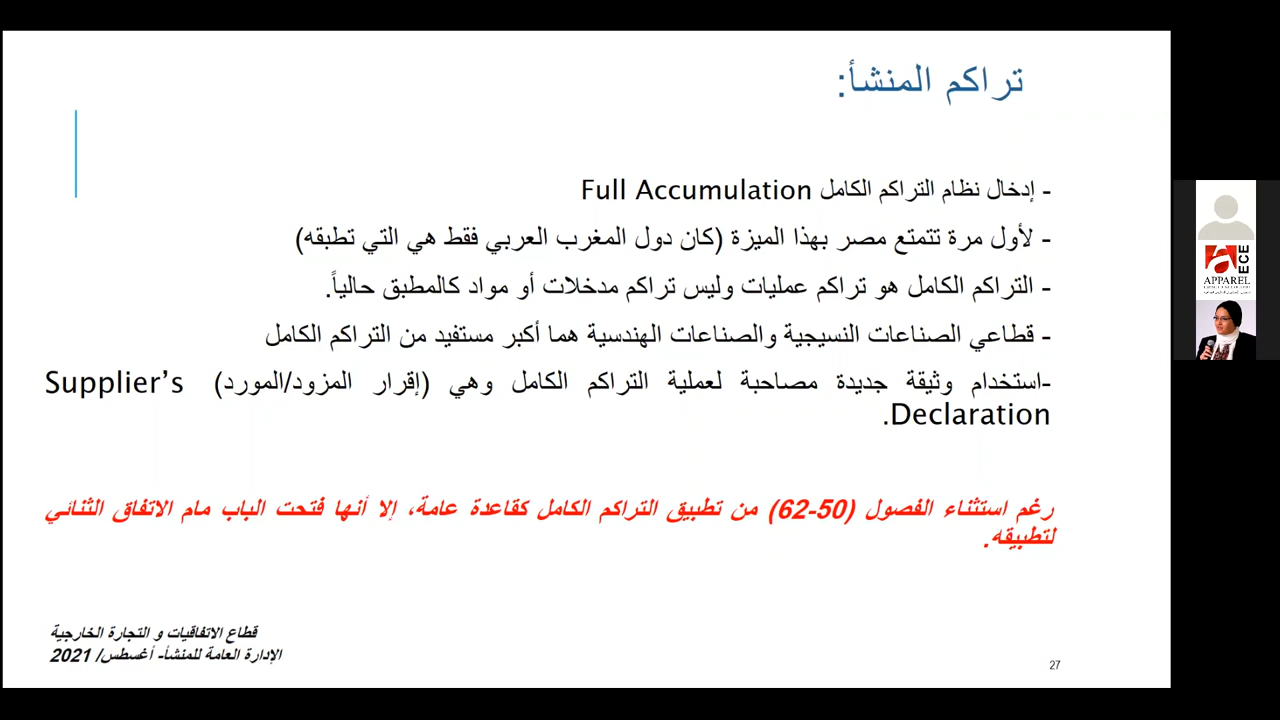 تراكم المنشأ:
- إدخال نظام التراكم الكامل Full Accumulation
- لأول مرة تتمتع مصر بهذا الميزة (كان دول المغرب العربي فقط هي التي تطبقه)
- التراكم الكامل هو تراكم عمليات وليس تراكم مدخلات أو مواد كالمطبق حالياً.
- قطاعي الصناعات النسيجية والصناعات الهندسية هما أكبر مستفيد من التراكم الكامل
-استخدام وثيقة جديدة مصاحبة لعملية التراكم الكامل وهي (إقرار المزود/المورد) Supplier’s
Declaration.
رغم استثناء الفصول (50-62) من تطبيق التراكم الكامل كقاعدة عامة، إلا أنها فتحت الباب مام الاتفاق الثنائي
لتطبيقه.
قطاع الاتفاقيات و التجارة الخارجية
الإدارة العامة للمنشأ- أغسطس/ 2021
27
ECE
APPAREL